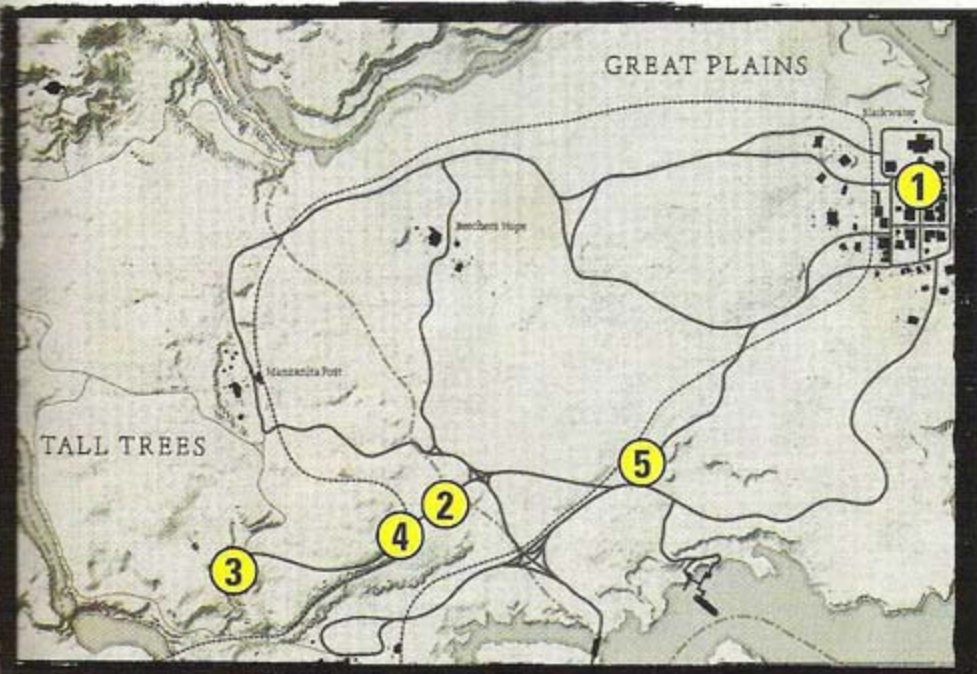 GREAT PLAINS
Blackwater
1
Beechers Hope
Manzanita Post
TALL TREES
5
2
4
3